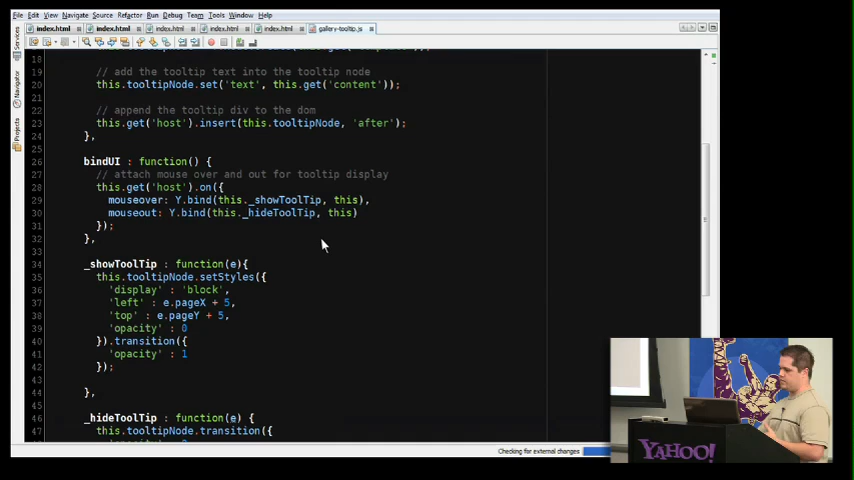 File Edit View Navigate Source Refactor Run Debug Team Tools Window Help
index.html index.html index.html index.html index.html gallery-tooltip.js
Services
Navigator
Projects
18
19 // add the tooltip text into the tooltip node
20 this.tooltipNode.set('text', this.get('content'));
21
22 // append the tooltip div to the dom
23 this.get('host').insert(this.tooltipNode, 'after');
24 },
25
26 bindUI : function() {
27 // attach mouse over and out for tooltip display
28 this.get('host').on({
29 mouseover: Y.bind(this._showToolTip, this),
30 mouseout: Y.bind(this._hideToolTip, this)
31 });
32 },
33
34 _showToolTip : function(e){
35 this.tooltipNode.setStyles({
36 'display' : 'block',
37 'left' : e.pageX + 5,
38 'top' : e.pageY + 5,
39 'opacity' : 0
40 }).transition({
41 'opacity' : 1
42 });
43
44 },
45
46 _hideToolTip : function(e) {
47 this.tooltipNode.transition({
Checking for external changes
YAHOO!